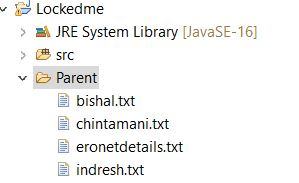 Lockedme
JRE System Library [JavaSE-16]
src
Parent
bishal.txt
chintamani.txt
eronetdetails.txt
indresh.txt